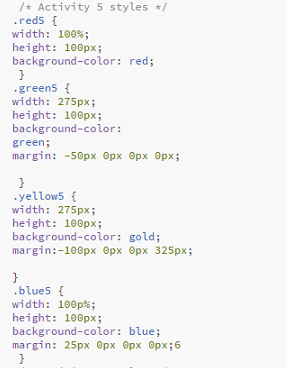 /* Activity 5 styles */
.red5 {
width: 100%;
height: 100px;
background-color: red;
}
.green5 {
width: 275px;
height: 100px;
background-color:
green;
margin: -50px 0px 0px 0px;
}
.yellow5 {
width: 275px;
height: 100px;
background-color: gold;
margin:-100px 0px 0px 325px;
}
.blue5 {
width: 100p%;
height: 100px;
background-color: blue;
margin: 25px 0px 0px 0px;6
}